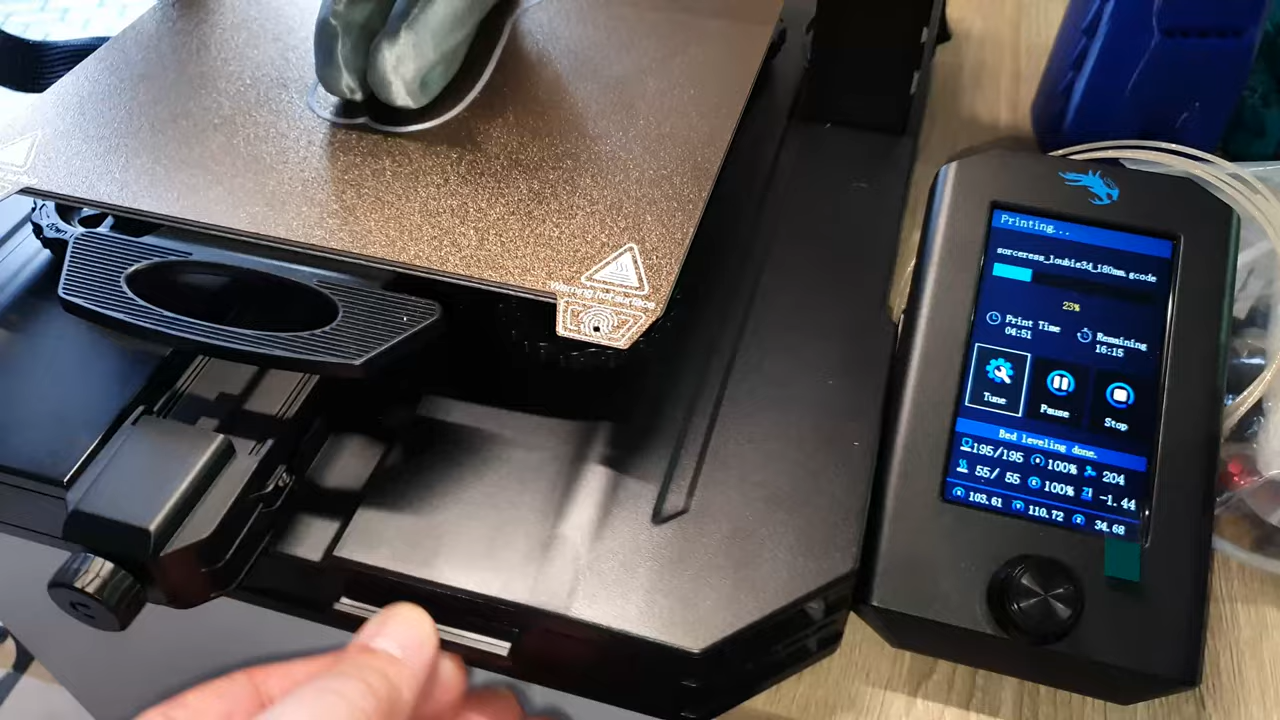 Printing...
sorceress_loubie3d_180mm.gcode
23%
Print Time
04:51
Remaining
16:15
Tune
Pause
Stop
Bed leveling done.
195/195 100% 204
55/ 55 100% -1.44
103.61 110.72 34.68
Warning hot surface
down